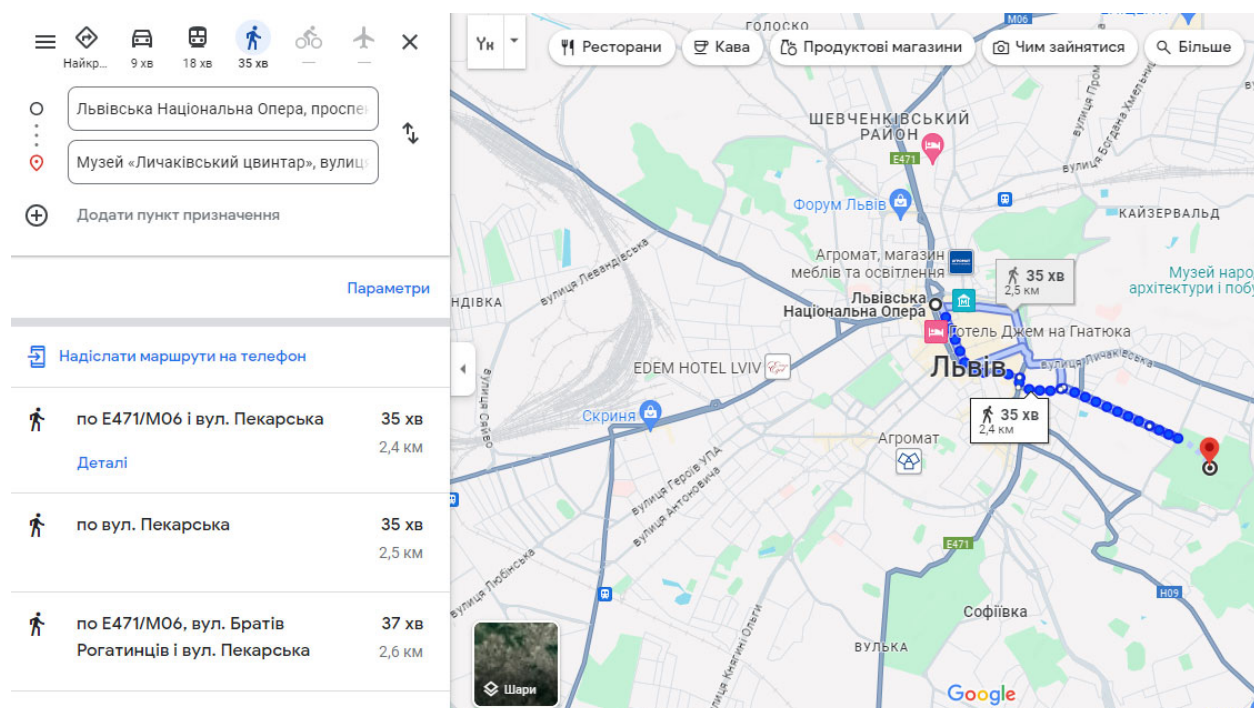 Найкр...
9 хв
18 хв
35 хв
—
—
Львівська Національна Опера, проспе
Музей «Личаківський цвинтар», вулиц
Додати пункт призначення
Параметри
Надіслати маршрути на телефон
по E471/M06 і вул. Пекарська
35 хв
2,4 км
Деталі
по вул. Пекарська
35 хв
2,5 км
по E471/M06, вул. Братів
Рогатинців і вул. Пекарська
37 хв
2,6 км
Ресторани
Кава
Продуктові магазини
Чим зайнятися
Більше
ГОЛОСКО
M06
вулиця Богдана Хмельниц
ШЕВЧЕНКІВСЬКИЙ
РАЙОН
E471
КАЙЗЕРВАЛЬД
Форум Львів
Агромат, магазин
меблів та освітлення
АГРОМАТ
35 хв
2,5 км
Музей наро
архітектури і побу
вулиця Левандівська
НДІВКА
Львівська
Національна Опера
Готель Джем на Гнатюка
Львів
вулиця Личаківська
EDEM HOTEL LVIV
вулиця Сяйво
Скриня
35 хв
2,4 км
Агромат
вулиця Героїв УПА
вулиця Антоновича
E471
вулиця Любінська
H09
Софіївка
вулиця Княгині Ольги
ВУЛЬКА
Шари
Google